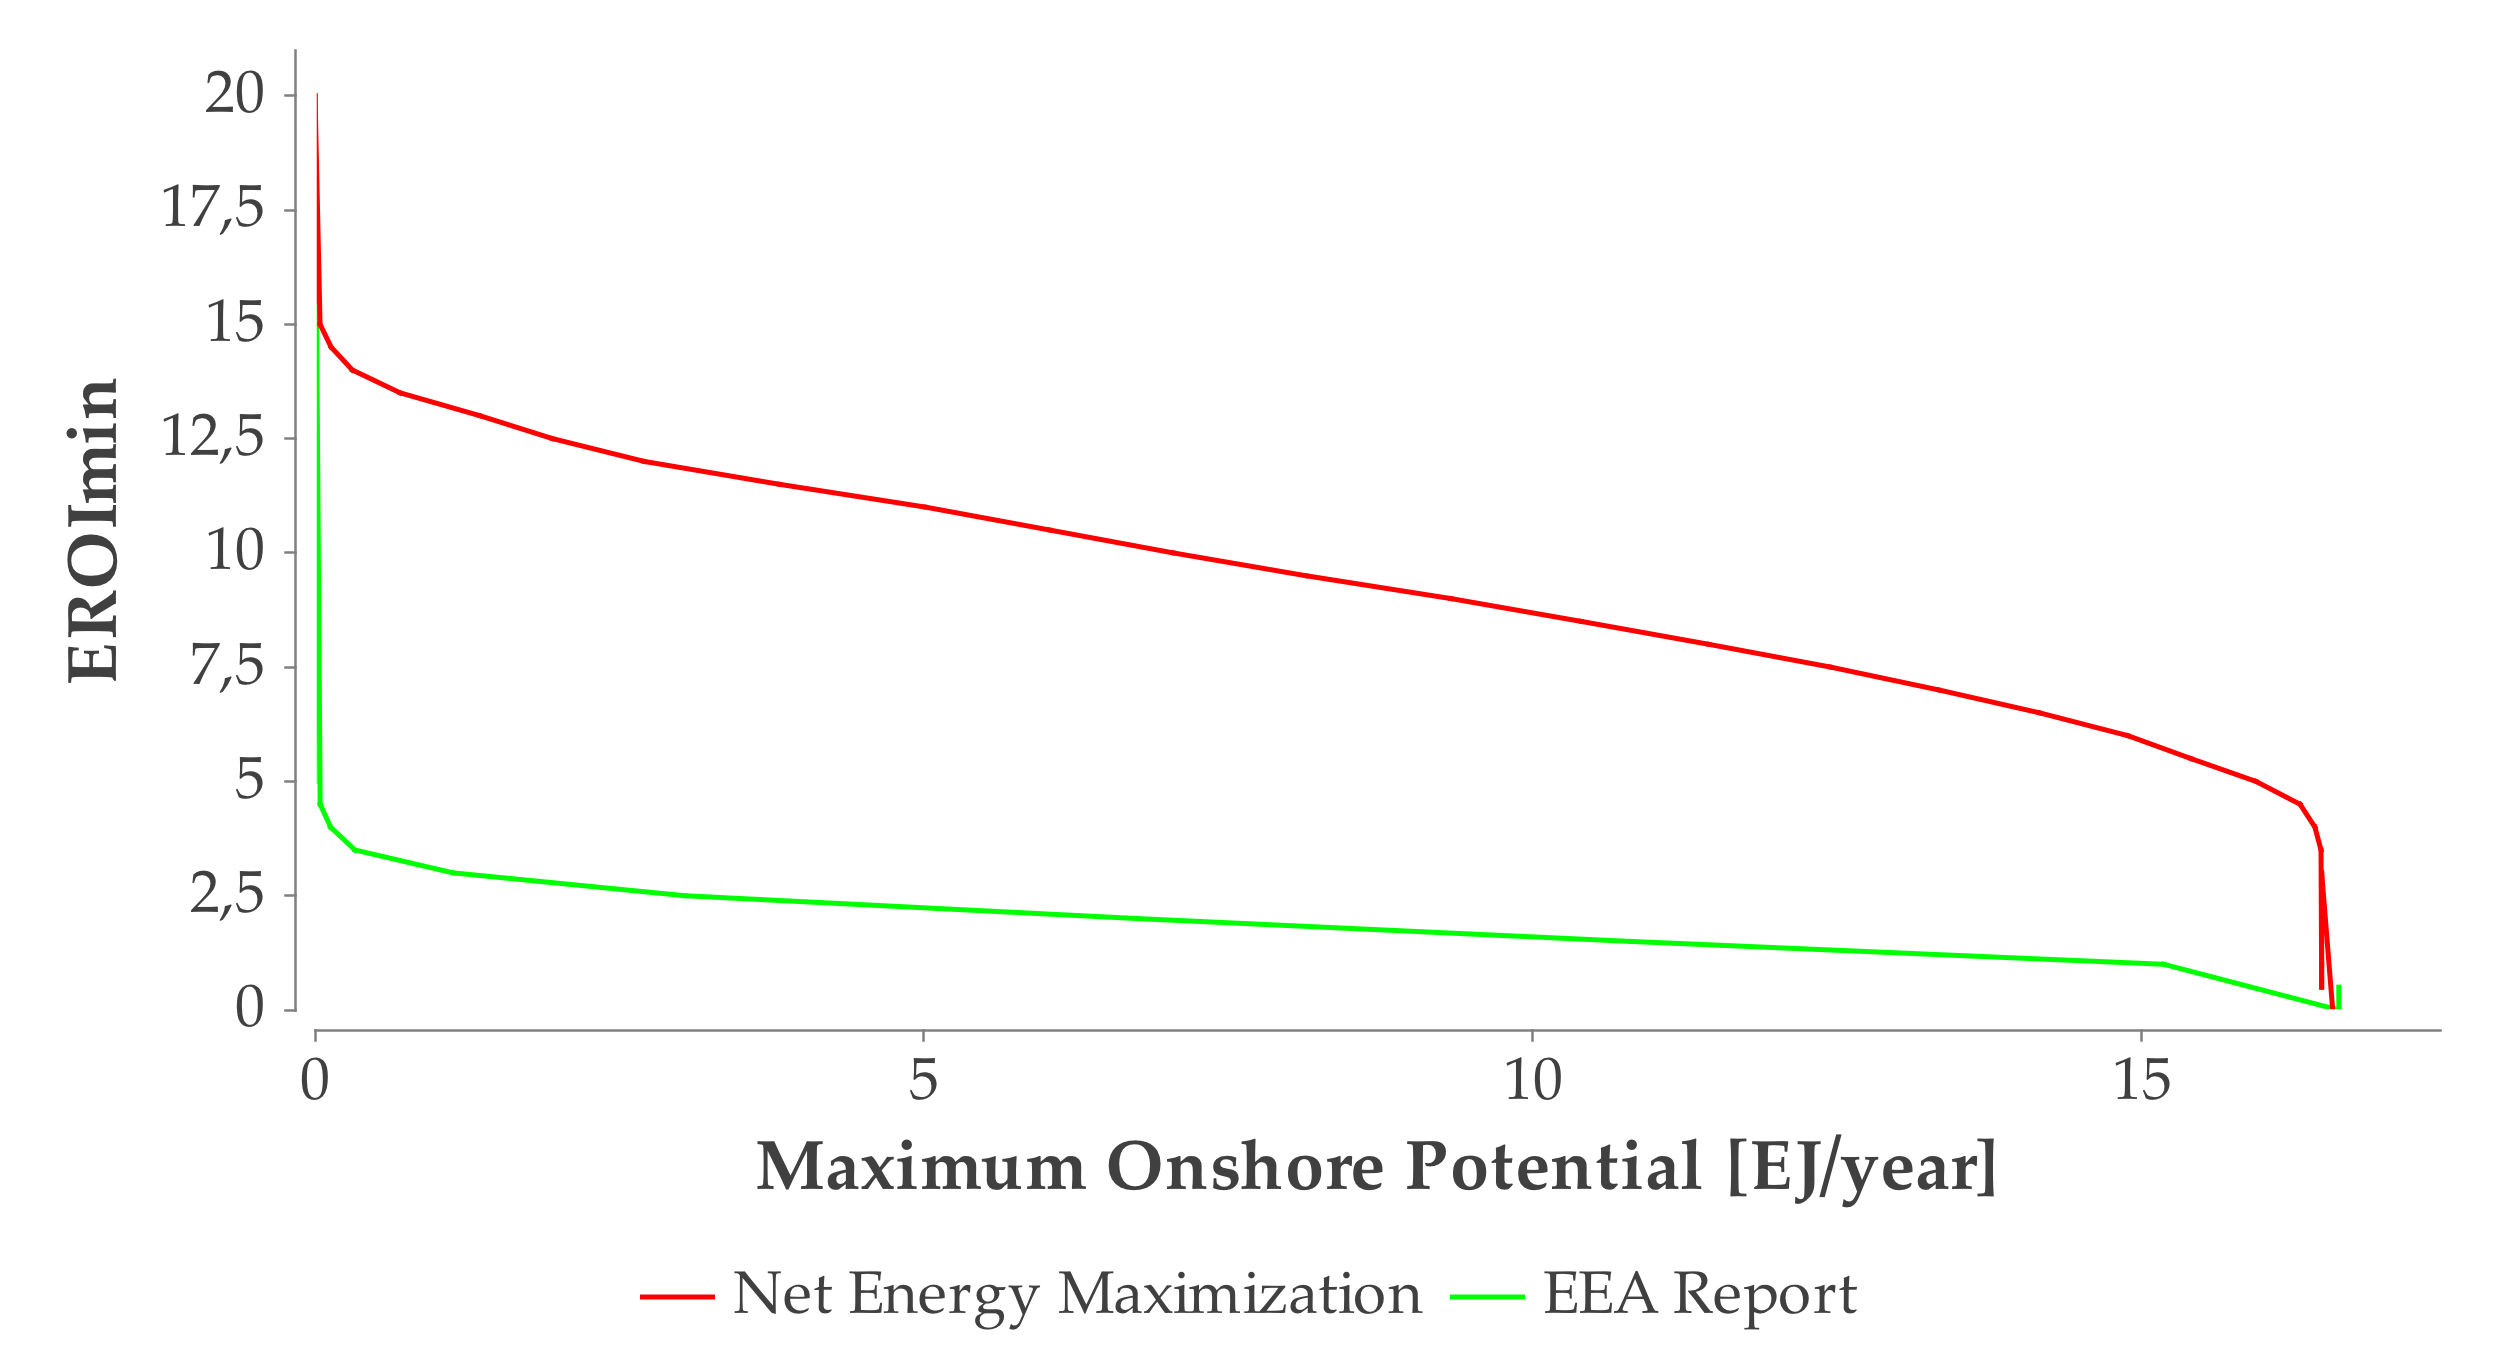 20
17,5
15
12,5
10
7,5
5
2,5
0
EROImin
0 5 10 15
Maximum Onshore Potential [EJ/year]
Net Energy Maximization EEA Report